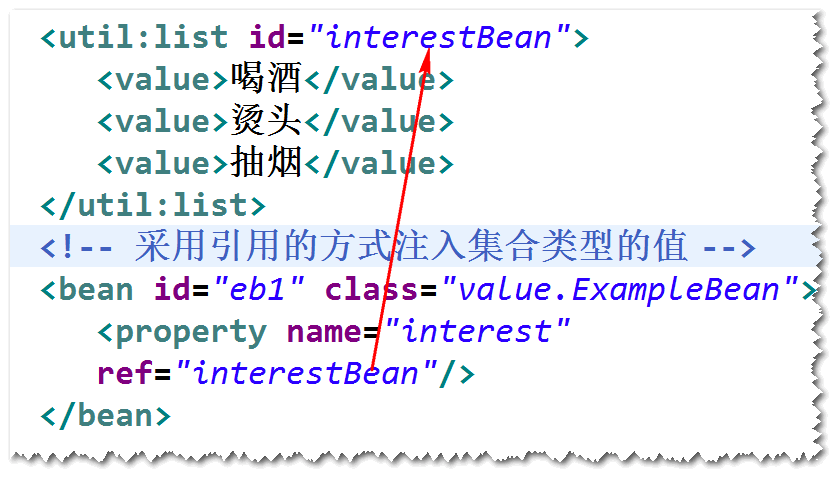 <util:list id="interestBean">
<value>喝酒</value>
<value>烫头</value>
<value>抽烟</value>
</util:list>
<!-- 采用引用的方式注入集合类型的值 -->
<bean id="eb1" class="value.ExampleBean">
<property name="interest"
ref="interestBean"/>
</bean>